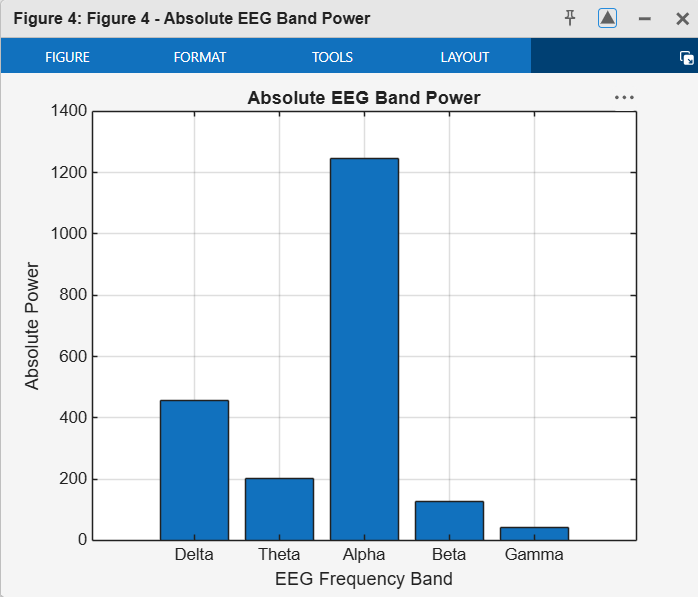 Figure 4: Figure 4 - Absolute EEG Band Power
FIGURE FORMAT TOOLS LAYOUT
Absolute EEG Band Power
1400
1200
1000
800
600
400
200
0
Absolute Power
Delta Theta Alpha Beta Gamma
EEG Frequency Band